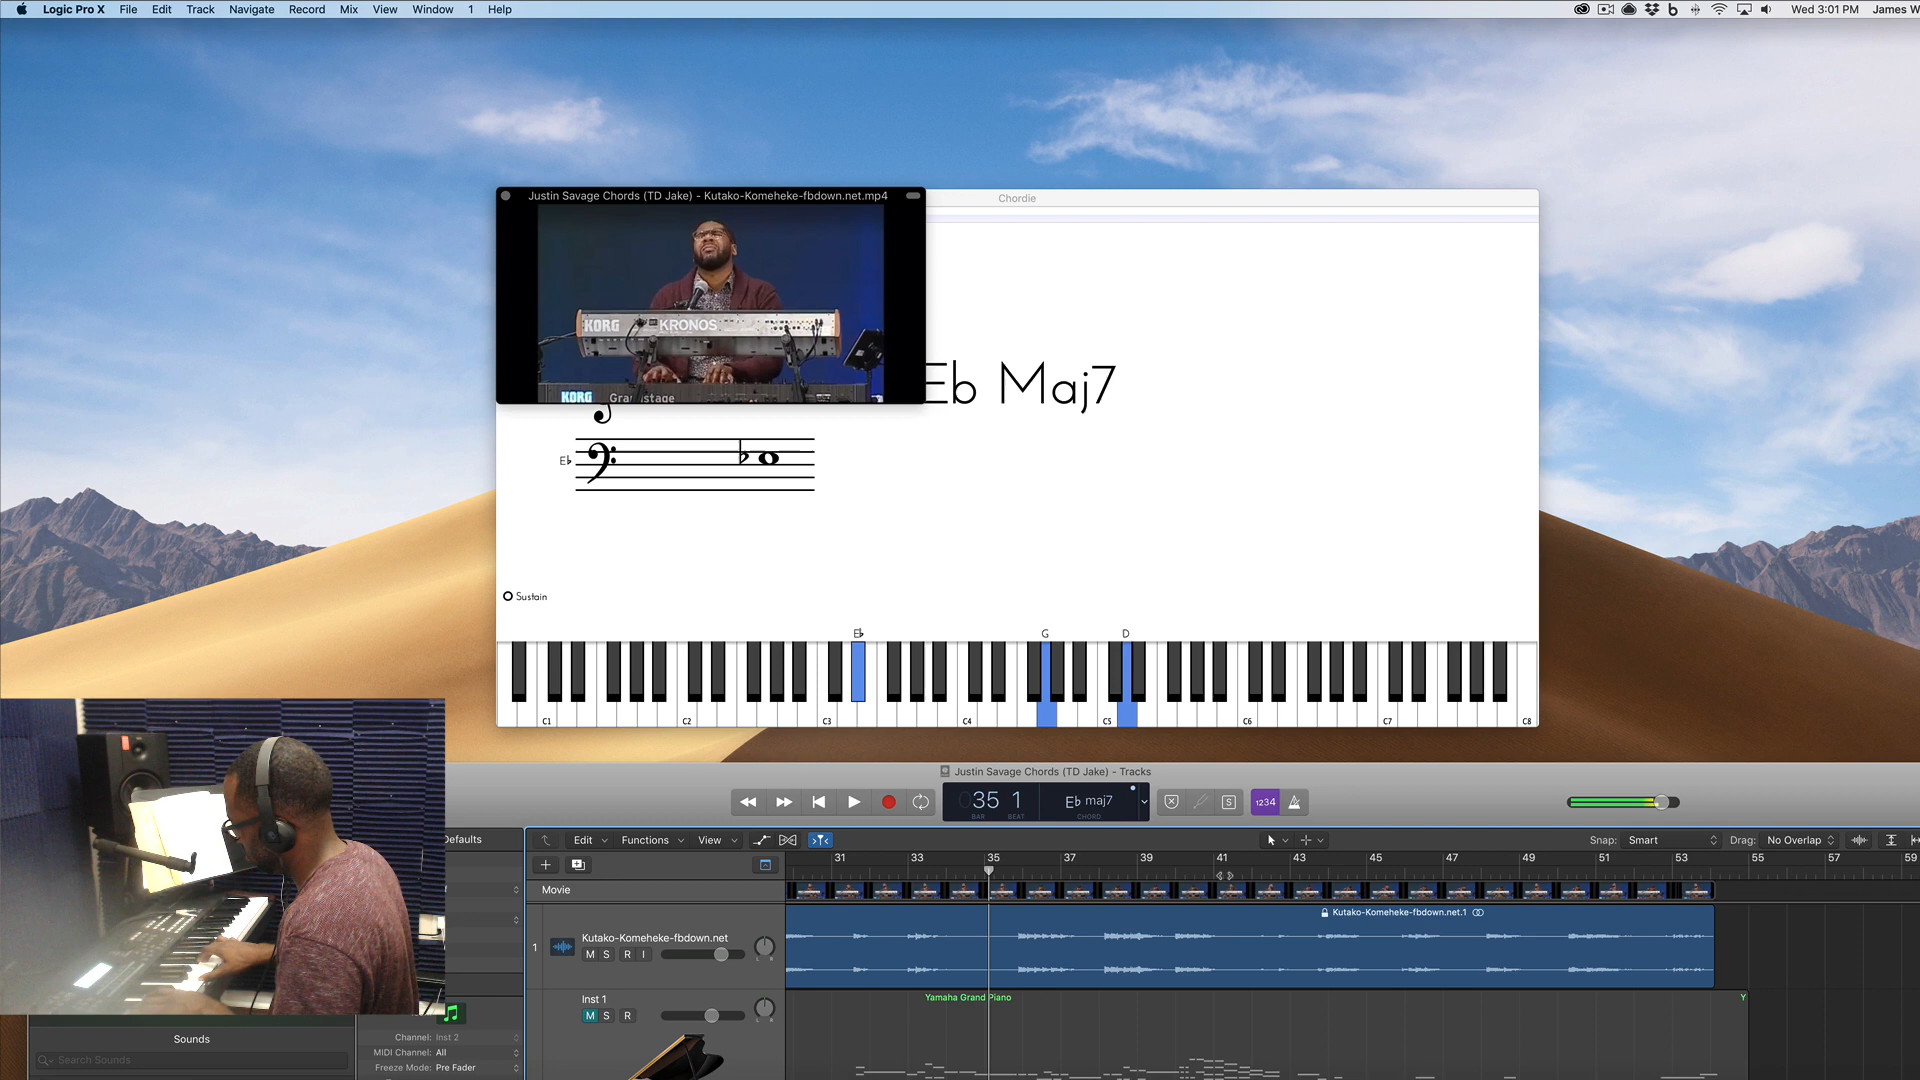 Logic Pro X File Edit Track Navigate Record Mix View Window 1 Help
Wed 3:01 PM James W
Justin Savage Chords (TD Jake) - Kutako-Komeheke-fbdown.net.mp4
Chordie
KORG KRONOS
KORG Grandstage
Eb Maj7
E♭
Sustain
E♭ G D
C1 C2 C3 C4 C5 C6 C7 C8
Justin Savage Chords (TD Jake) - Tracks
35 1 E♭ maj7
BAR BEAT CHORD
S 1234
Defaults
Edit Functions View
Snap: Smart Drag: No Overlap
31 33 35 37 39 41 43 45 47 49 51 53 55 57 59
Movie
Kutako-Komeheke-fbdown.net.1
1
Kutako-Komeheke-fbdown.net
M S R I
L R
Inst 1
M S R
L R
Yamaha Grand Piano
Y
Sounds
Search Sounds
Channel: Inst 2
MIDI Channel: All
Freeze Mode: Pre Fader